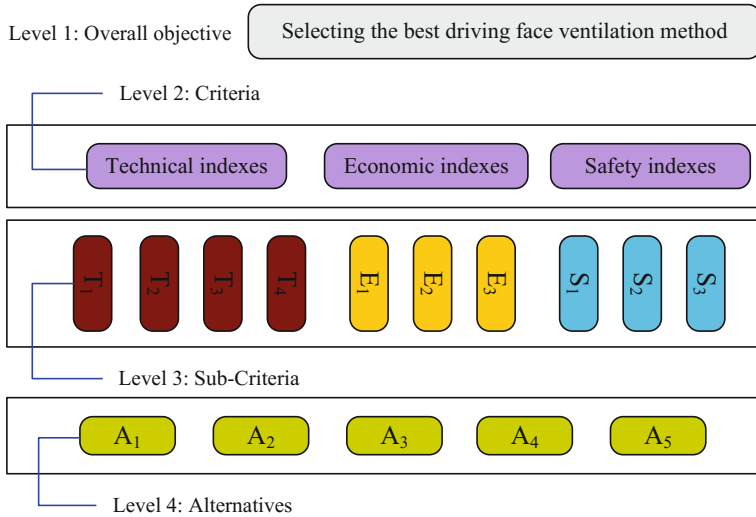 Level 1: Overall objective
Selecting the best driving face ventilation method
Level 2: Criteria
Technical indexes
Economic indexes
Safety indexes
T₁
T₂
T₃
T₄
E₁
E₂
E₃
S₁
S₂
S₃
Level 3: Sub-Criteria
A₁
A₂
A₃
A₄
A₅
Level 4: Alternatives